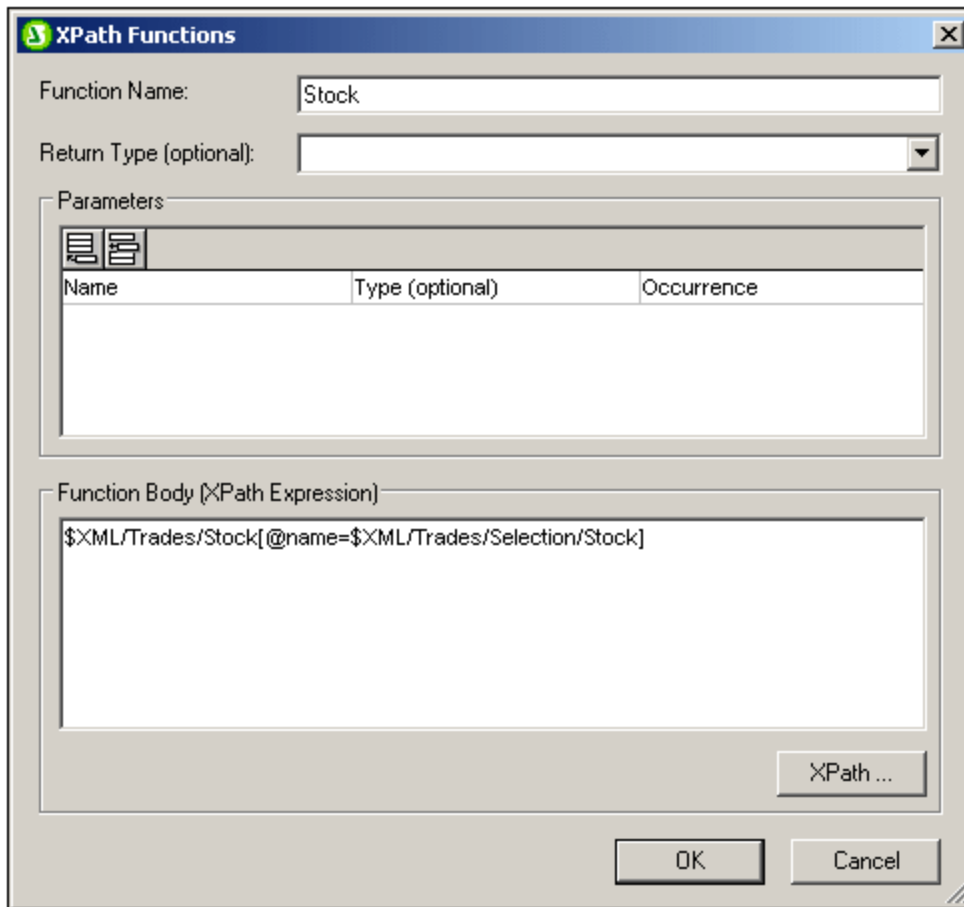 XPath Functions
Function Name:
Stock
Return Type (optional):
Parameters
Name Type (optional) Occurrence
Function Body (XPath Expression)
$XML/Trades/Stock[@name=$XML/Trades/Selection/Stock]
XPath ...
OK Cancel